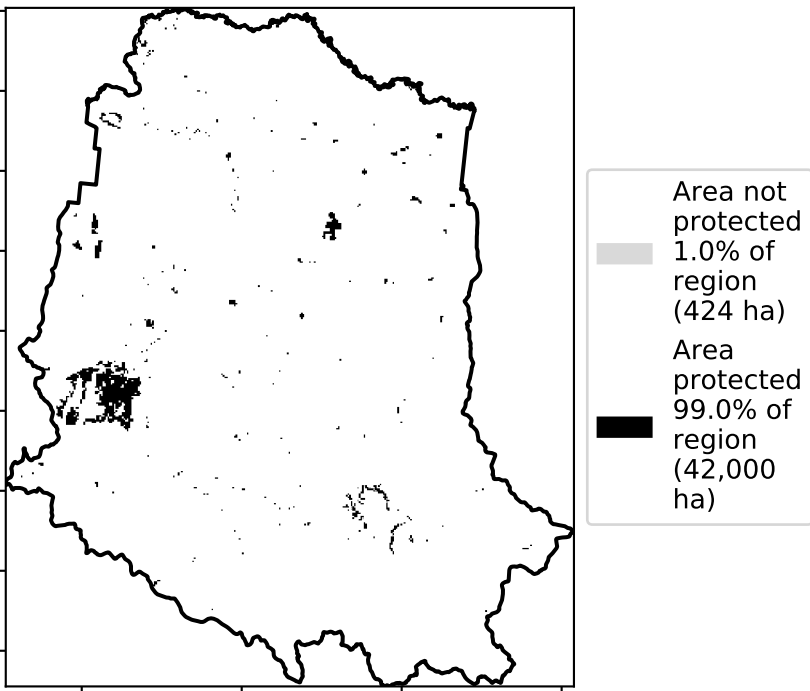 Area not
protected
1.0% of
region
(424 ha)
Area
protected
99.0% of
region
(42,000
ha)